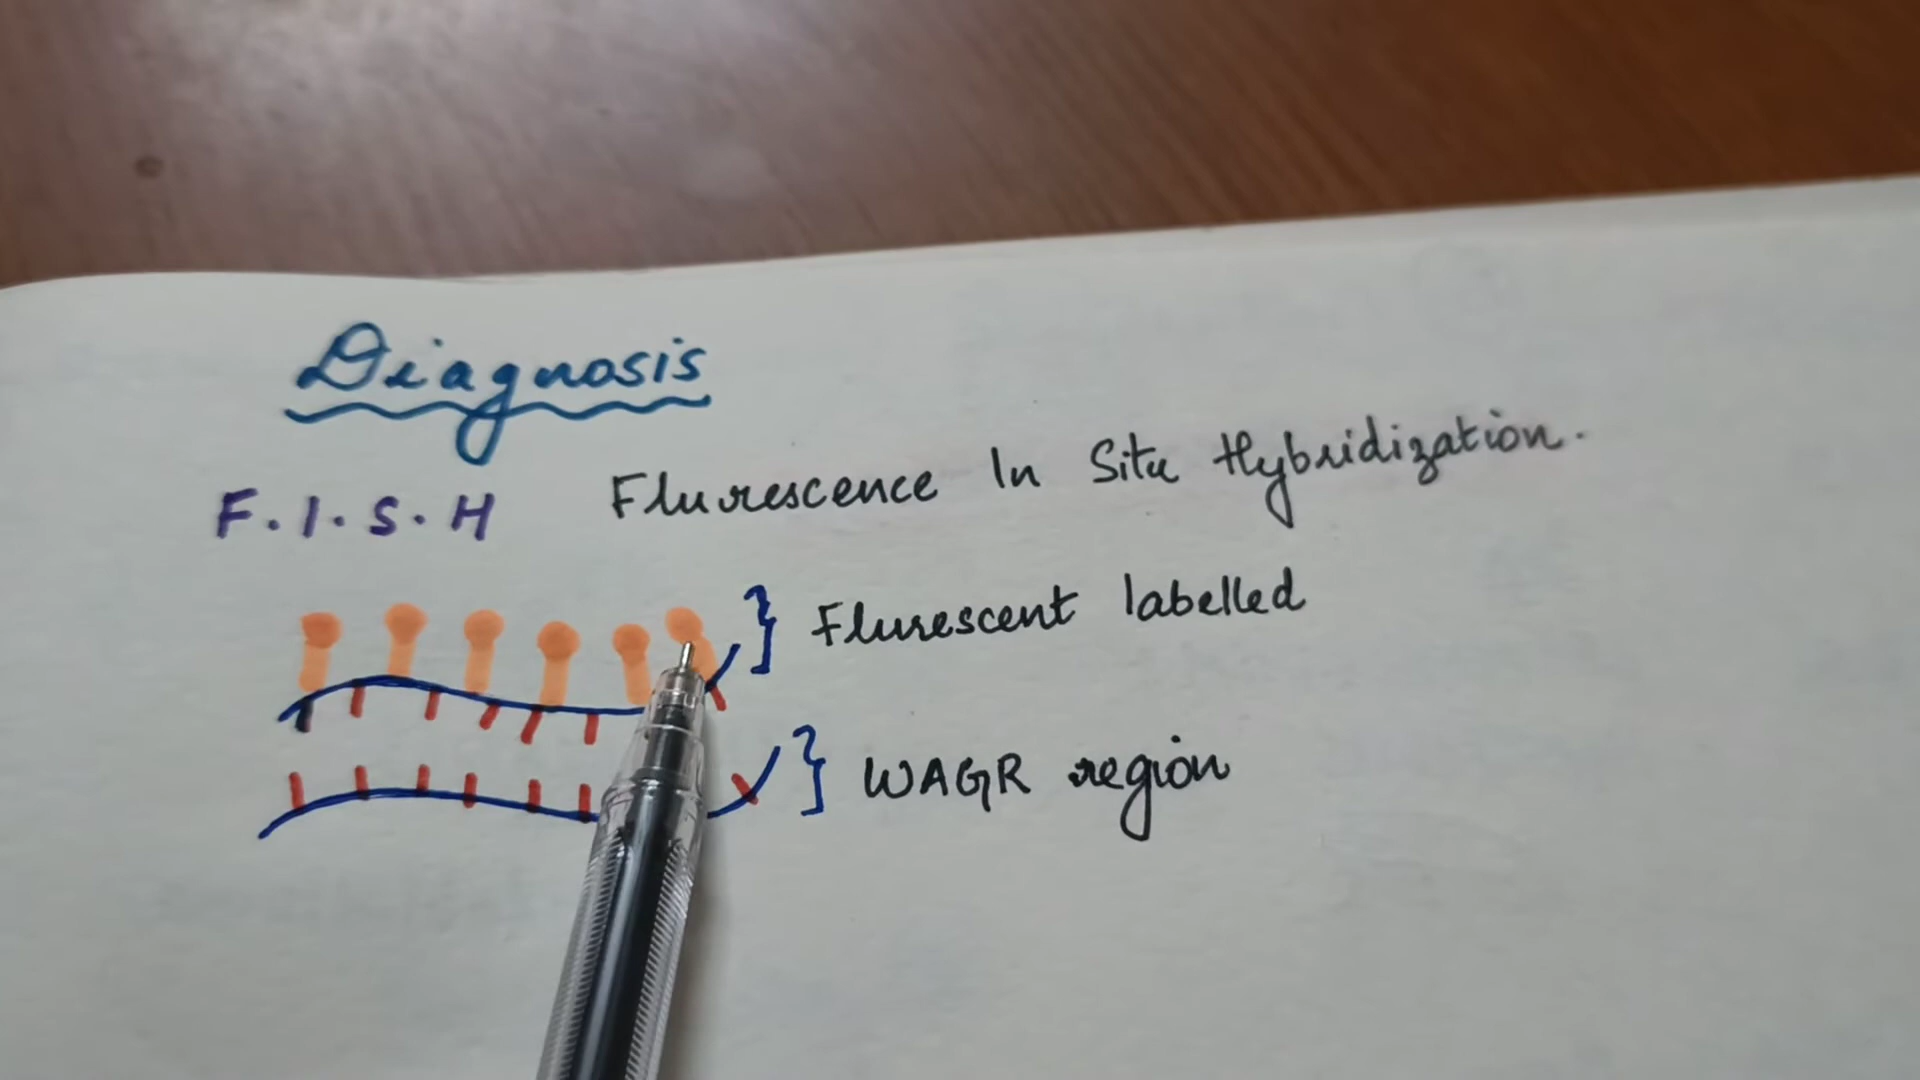 Diagnosis
F.I.S.H Flurescence In Situ Hybridization.
Flurescent labelled
WAGR region